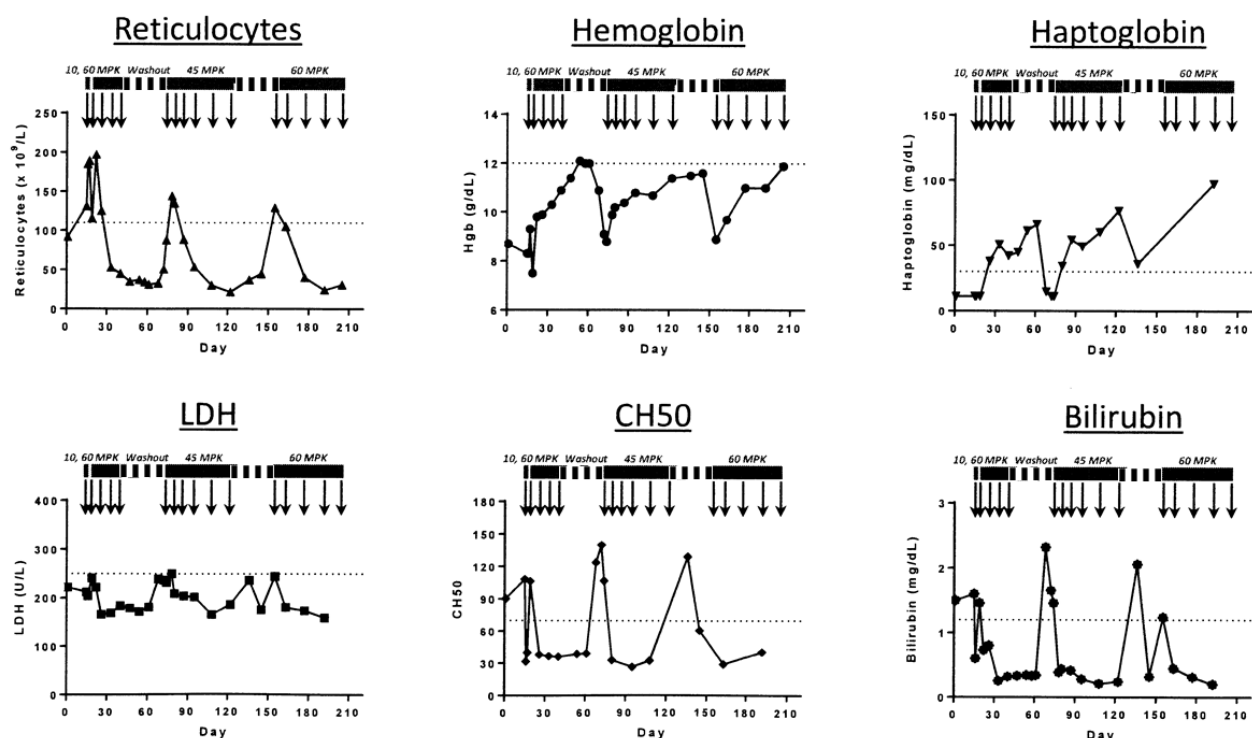 Reticulocytes
10, 60 MPK Washout 45 MPK 60 MPK
250
200
150
100
50
0
Reticulocytes (x 10^9/L)
0 30 60 90 120 150 180 210
Day
Hemoglobin
10, 60 MPK Washout 45 MPK 60 MPK
14
12
10
8
6
Hgb (g/dL)
0 30 60 90 120 150 180 210
Day
Haptoglobin
10, 60 MPK Washout 45 MPK 60 MPK
150
100
50
0
Haptoglobin (mg/dL)
0 30 60 90 120 150 180 210
Day
LDH
10, 60 MPK Washout 45 MPK 60 MPK
400
300
200
100
0
LDH (U/L)
0 30 60 90 120 150 180 210
Day
CH50
10, 60 MPK Washout 45 MPK 60 MPK
180
150
120
90
60
30
0
CH50
0 30 60 90 120 150 180 210
Day
Bilirubin
10, 60 MPK Washout 45 MPK 60 MPK
3
2
1
0
Bilirubin (mg/dL)
0 30 60 90 120 150 180 210
Day